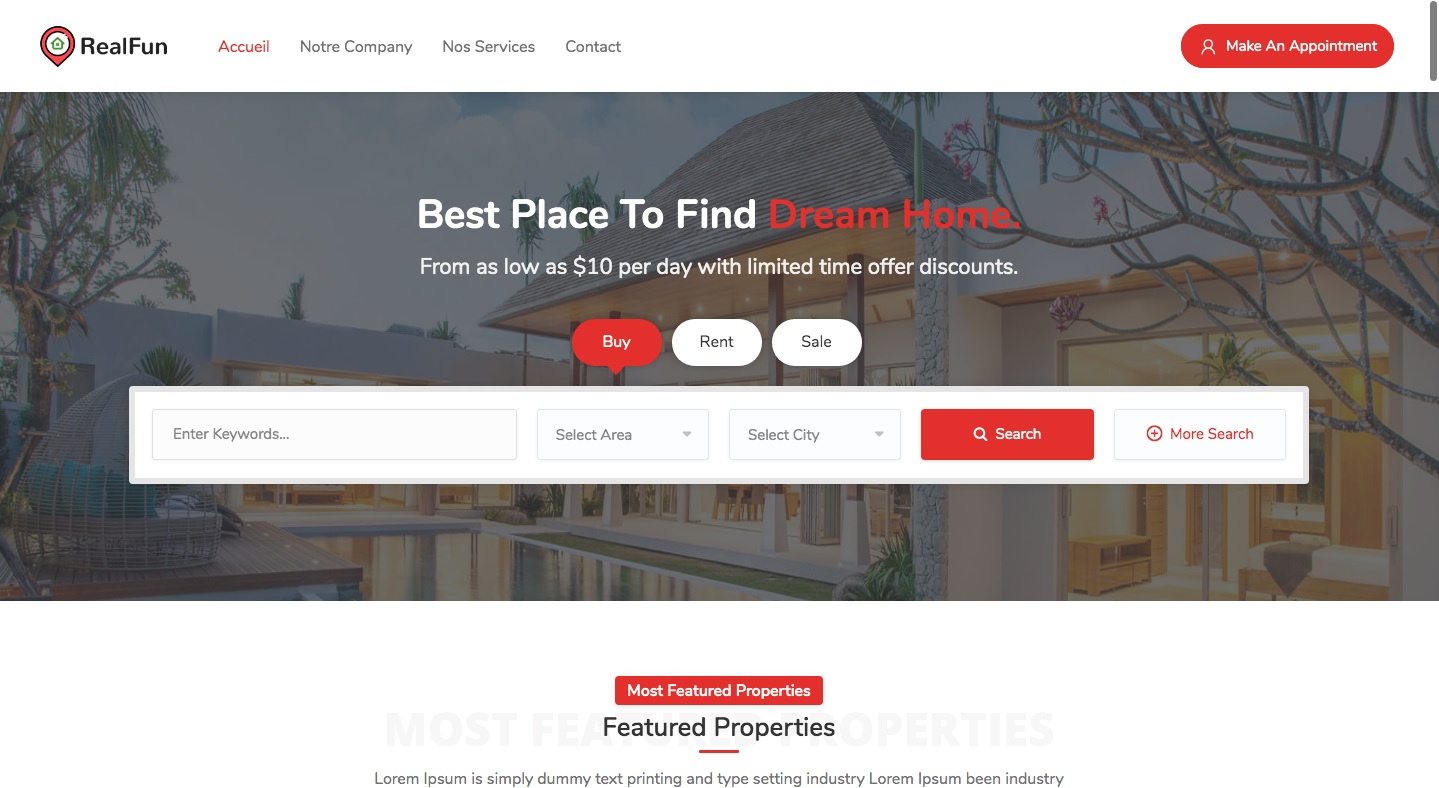 RealFun
Accueil
Notre Company
Nos Services
Contact
Make An Appointment
Best Place To Find Dream Home.
From as low as $10 per day with limited time offer discounts.
Buy
Rent
Sale
Enter Keywords...
Select Area
Select City
Search
More Search
Most Featured Properties
MOST FEATURED PROPERTIES
Featured Properties
Lorem Ipsum is simply dummy text printing and type setting industry Lorem Ipsum been industry